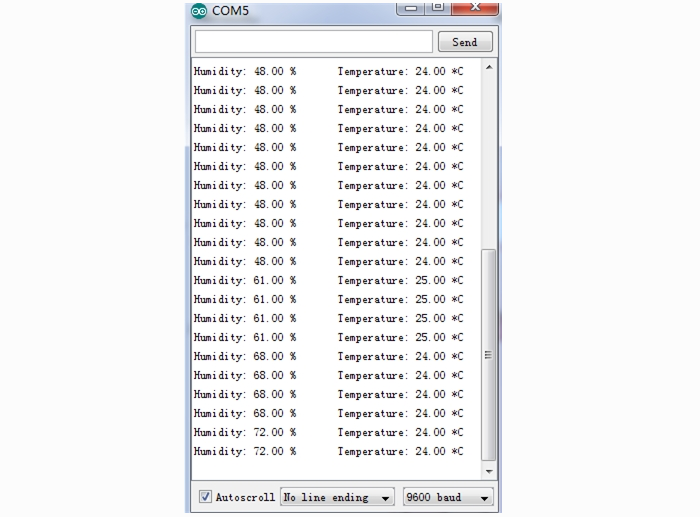 COM5
Send
Humidity: 48.00 % Temperature: 24.00 *C
Humidity: 48.00 % Temperature: 24.00 *C
Humidity: 48.00 % Temperature: 24.00 *C
Humidity: 48.00 % Temperature: 24.00 *C
Humidity: 48.00 % Temperature: 24.00 *C
Humidity: 48.00 % Temperature: 24.00 *C
Humidity: 48.00 % Temperature: 24.00 *C
Humidity: 48.00 % Temperature: 24.00 *C
Humidity: 48.00 % Temperature: 24.00 *C
Humidity: 48.00 % Temperature: 24.00 *C
Humidity: 48.00 % Temperature: 24.00 *C
Humidity: 61.00 % Temperature: 25.00 *C
Humidity: 61.00 % Temperature: 25.00 *C
Humidity: 61.00 % Temperature: 25.00 *C
Humidity: 61.00 % Temperature: 25.00 *C
Humidity: 68.00 % Temperature: 24.00 *C
Humidity: 68.00 % Temperature: 24.00 *C
Humidity: 68.00 % Temperature: 24.00 *C
Humidity: 68.00 % Temperature: 24.00 *C
Humidity: 72.00 % Temperature: 24.00 *C
Humidity: 72.00 % Temperature: 24.00 *C
Autoscroll No line ending 9600 baud